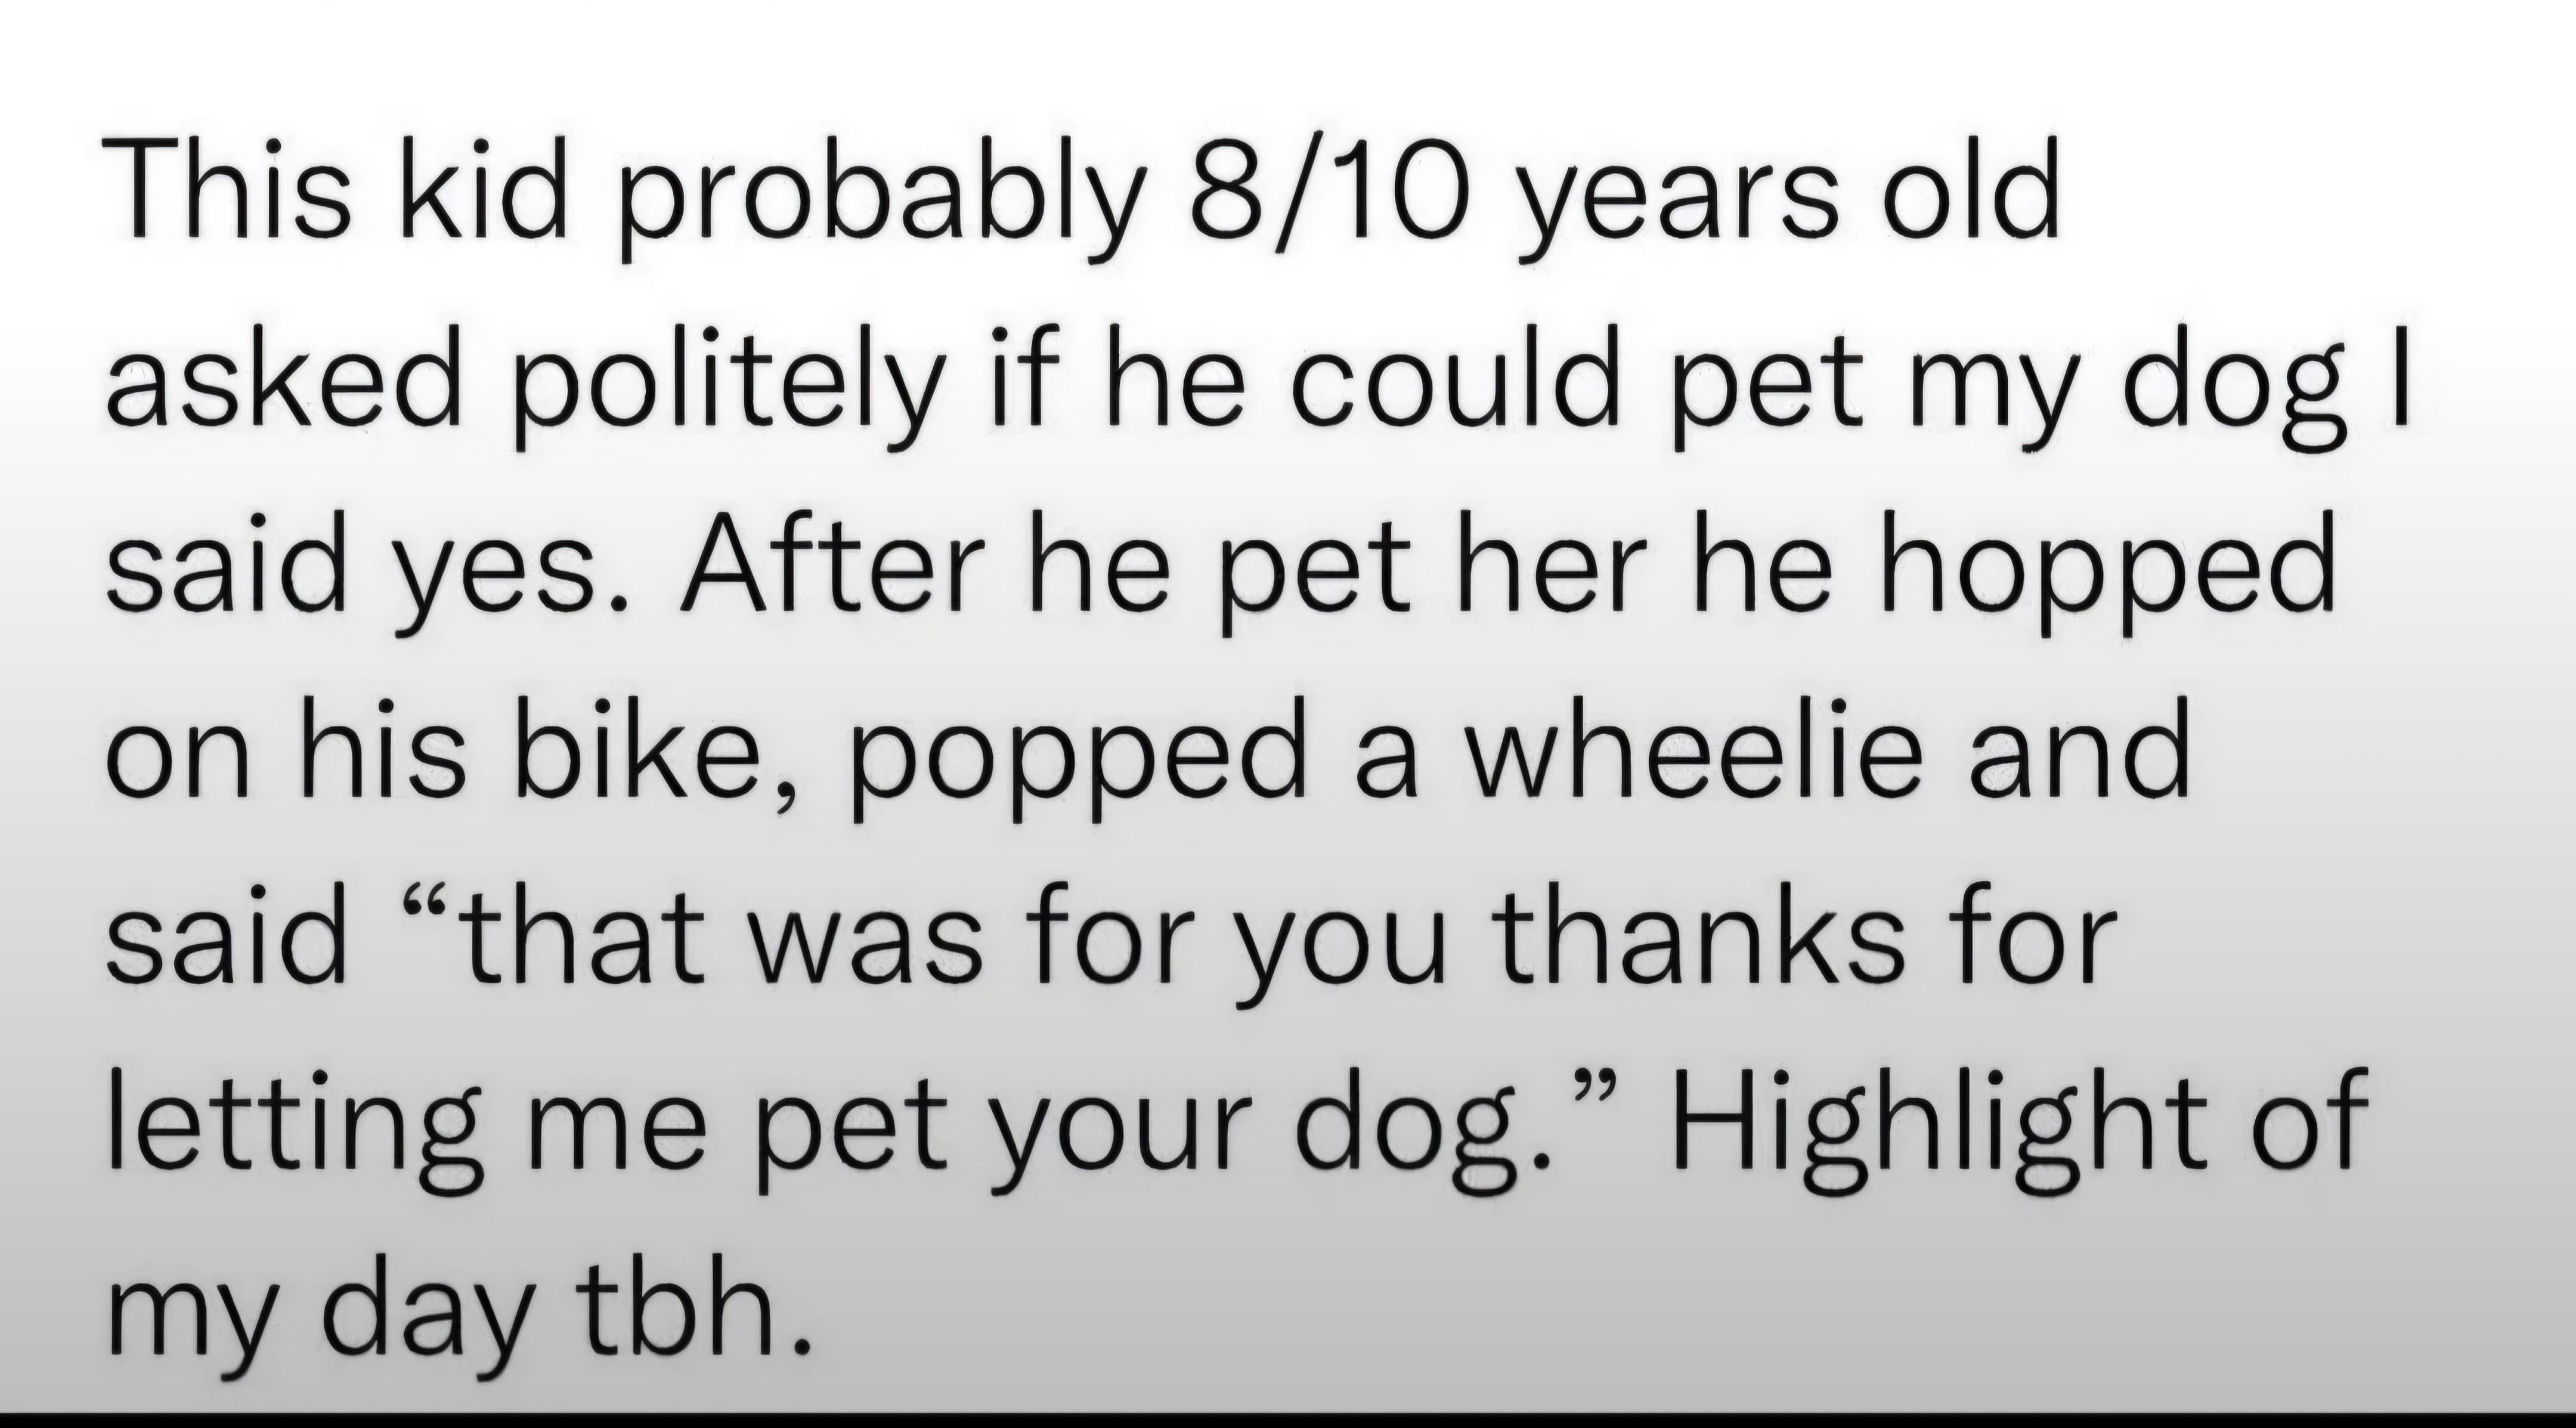 This kid probably 8/10 years old
asked politely if he could pet my dog I
said yes. After he pet her he hopped
on his bike, popped a wheelie and
said “that was for you thanks for
letting me pet your dog.” Highlight of
my day tbh.